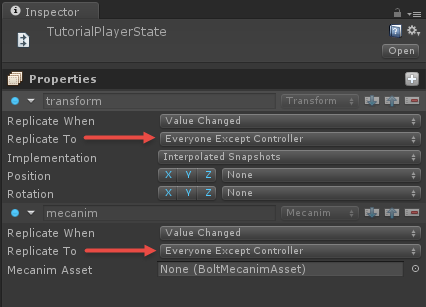 Inspector
TutorialPlayerState
Open
Properties
transform Transform
Replicate When Value Changed
Replicate To Everyone Except Controller
Implementation Interpolated Snapshots
Position X Y Z None
Rotation X Y Z None
mecanim Mecanim
Replicate When Value Changed
Replicate To Everyone Except Controller
Mecanim Asset None (BoltMecanimAsset)